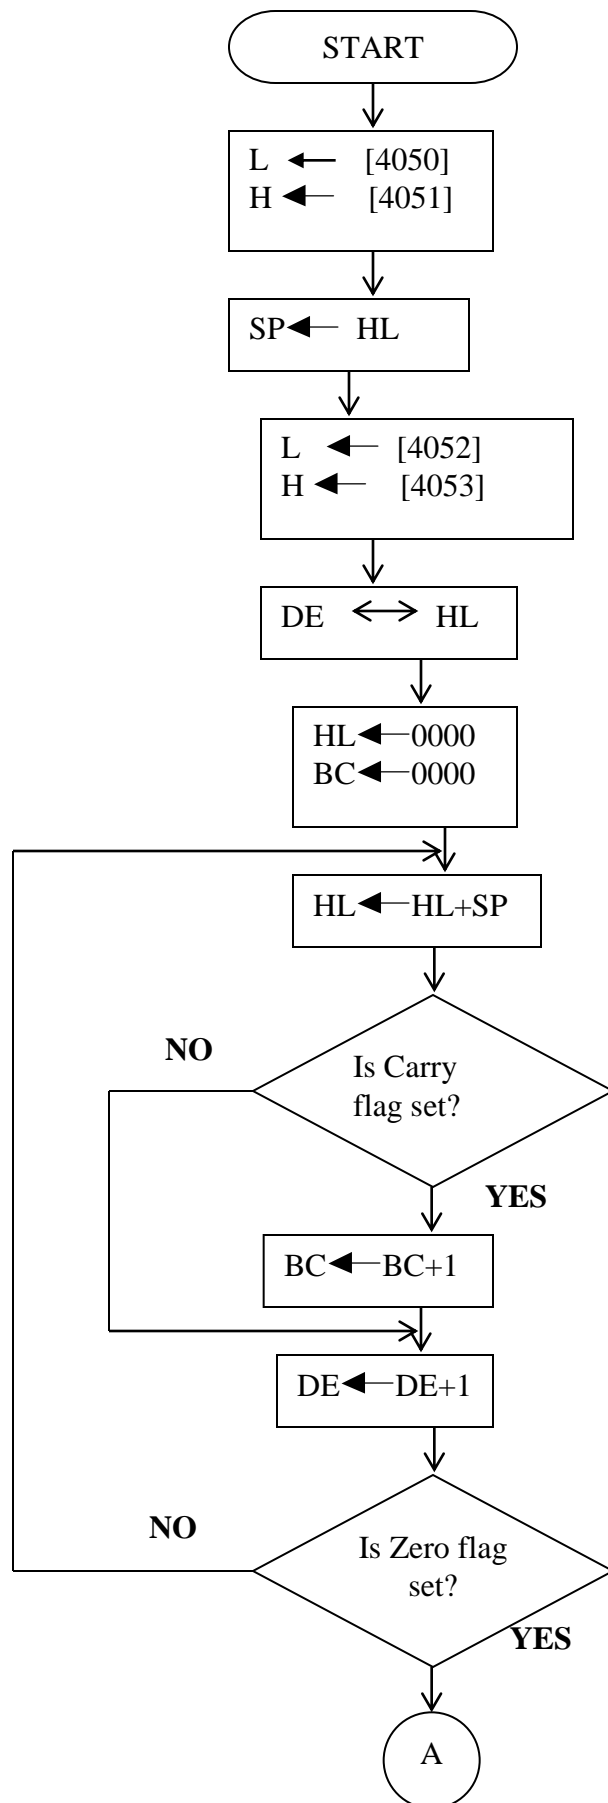 START
L [4050]
H [4051]
SP HL
L [4052]
H [4053]
DE HL
HL 0000
BC 0000
HL HL+SP
NO
Is Carry
flag set?
YES
BC BC+1
DE DE+1
NO
Is Zero flag
set?
YES
A